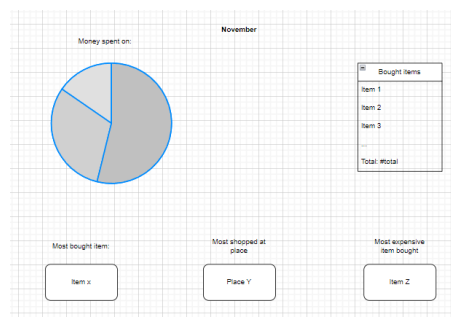 November
Money spent on:
Bought items
Item 1
Item 2
Item 3
...
Total: #total
Most bought item:
Most shopped at
place
Most expensive
item bought
Item x
Place Y
Item Z